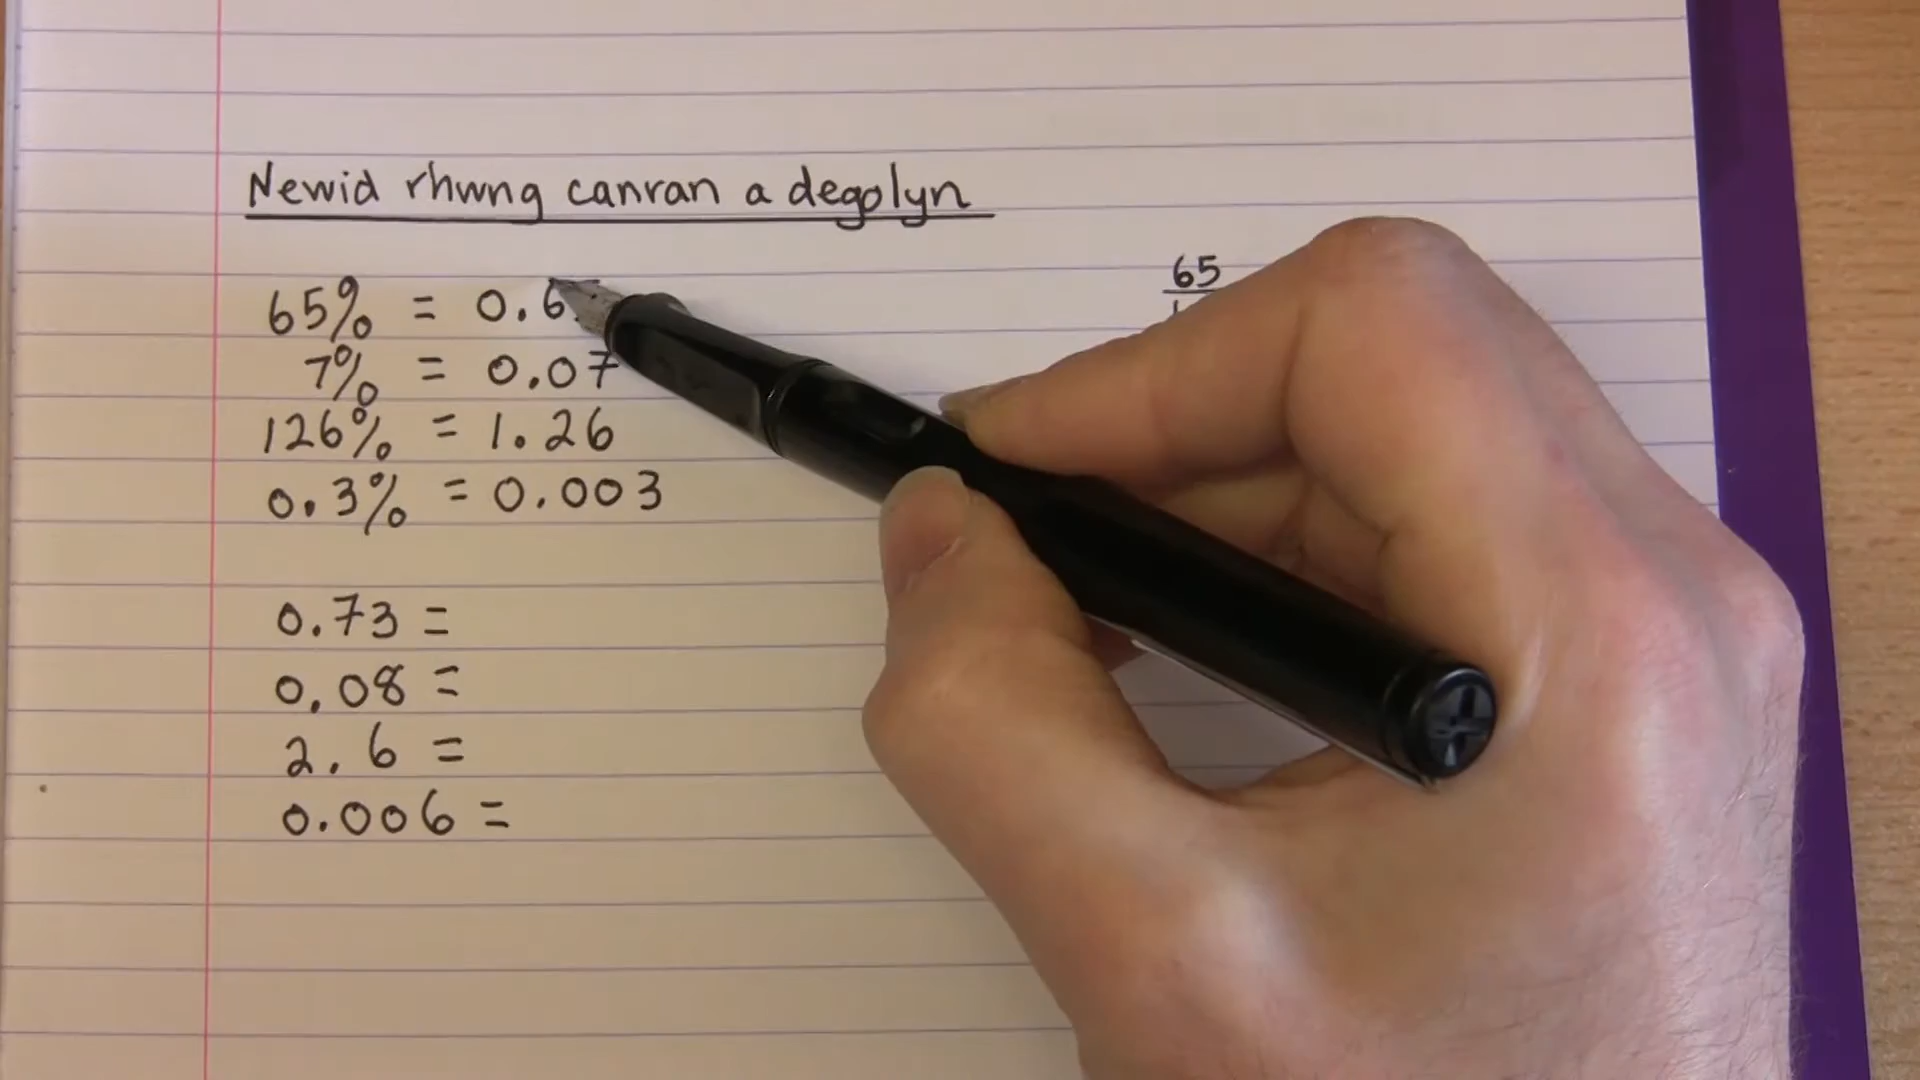 Newid rhwng canran a degolyn
65% = 0.6
65
7% = 0.07
126% = 1.26
0.3% = 0.003
0.73 =
0.08 =
2.6 =
0.006 =